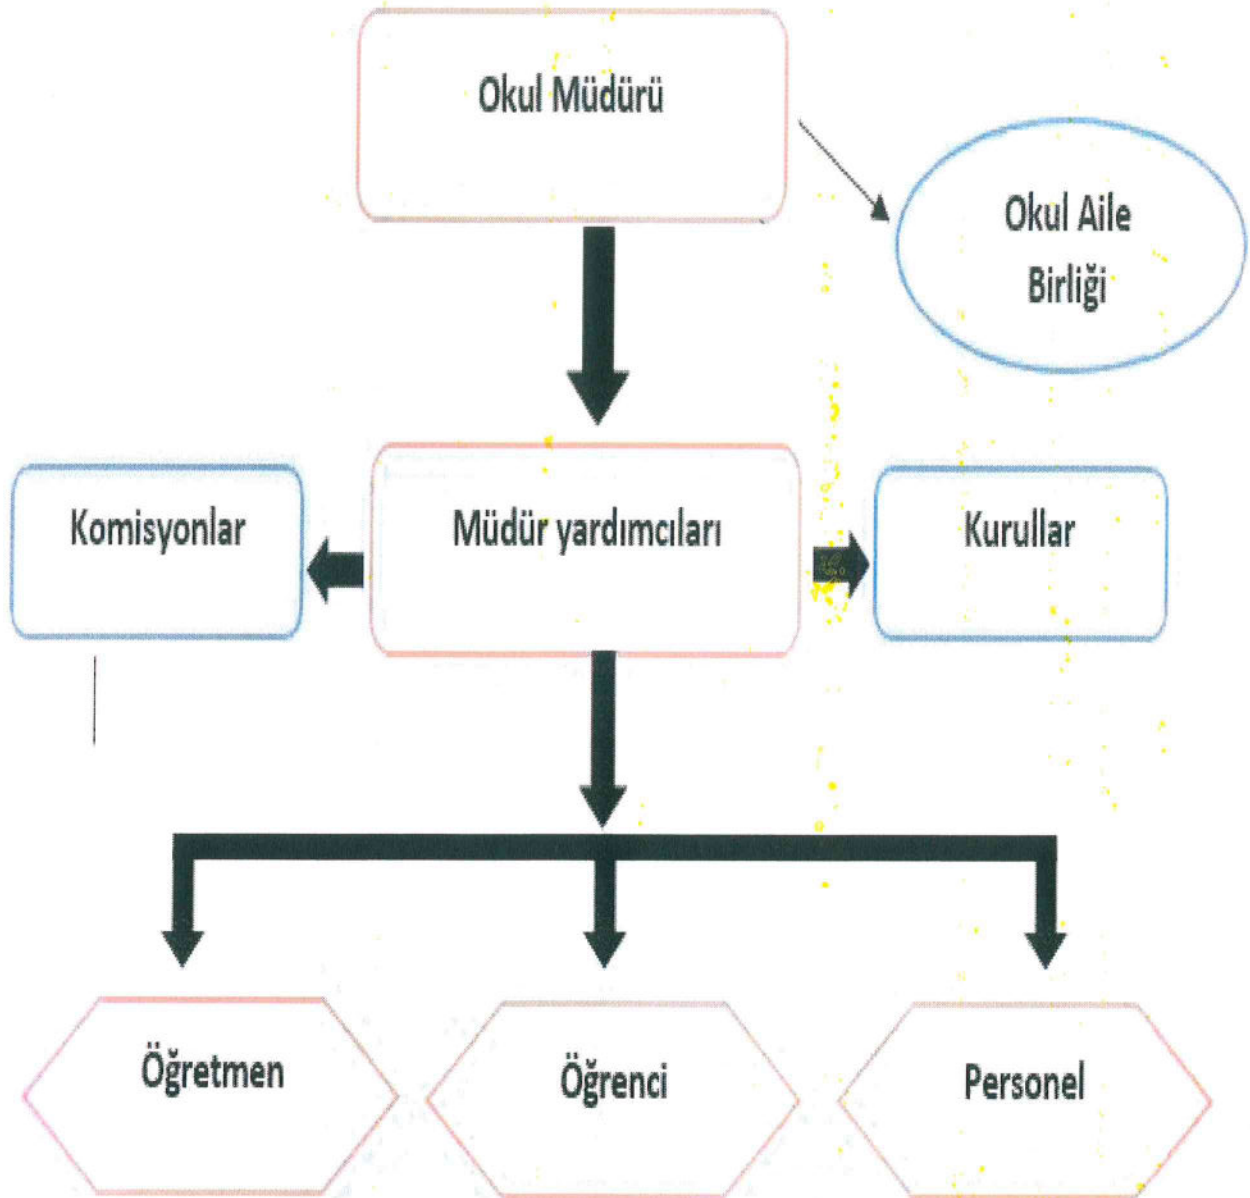 Okul Müdürü
Okul Aile
Birliği
Komisyonlar
Müdür yardımcıları
Kurullar
Öğretmen
Öğrenci
Personel